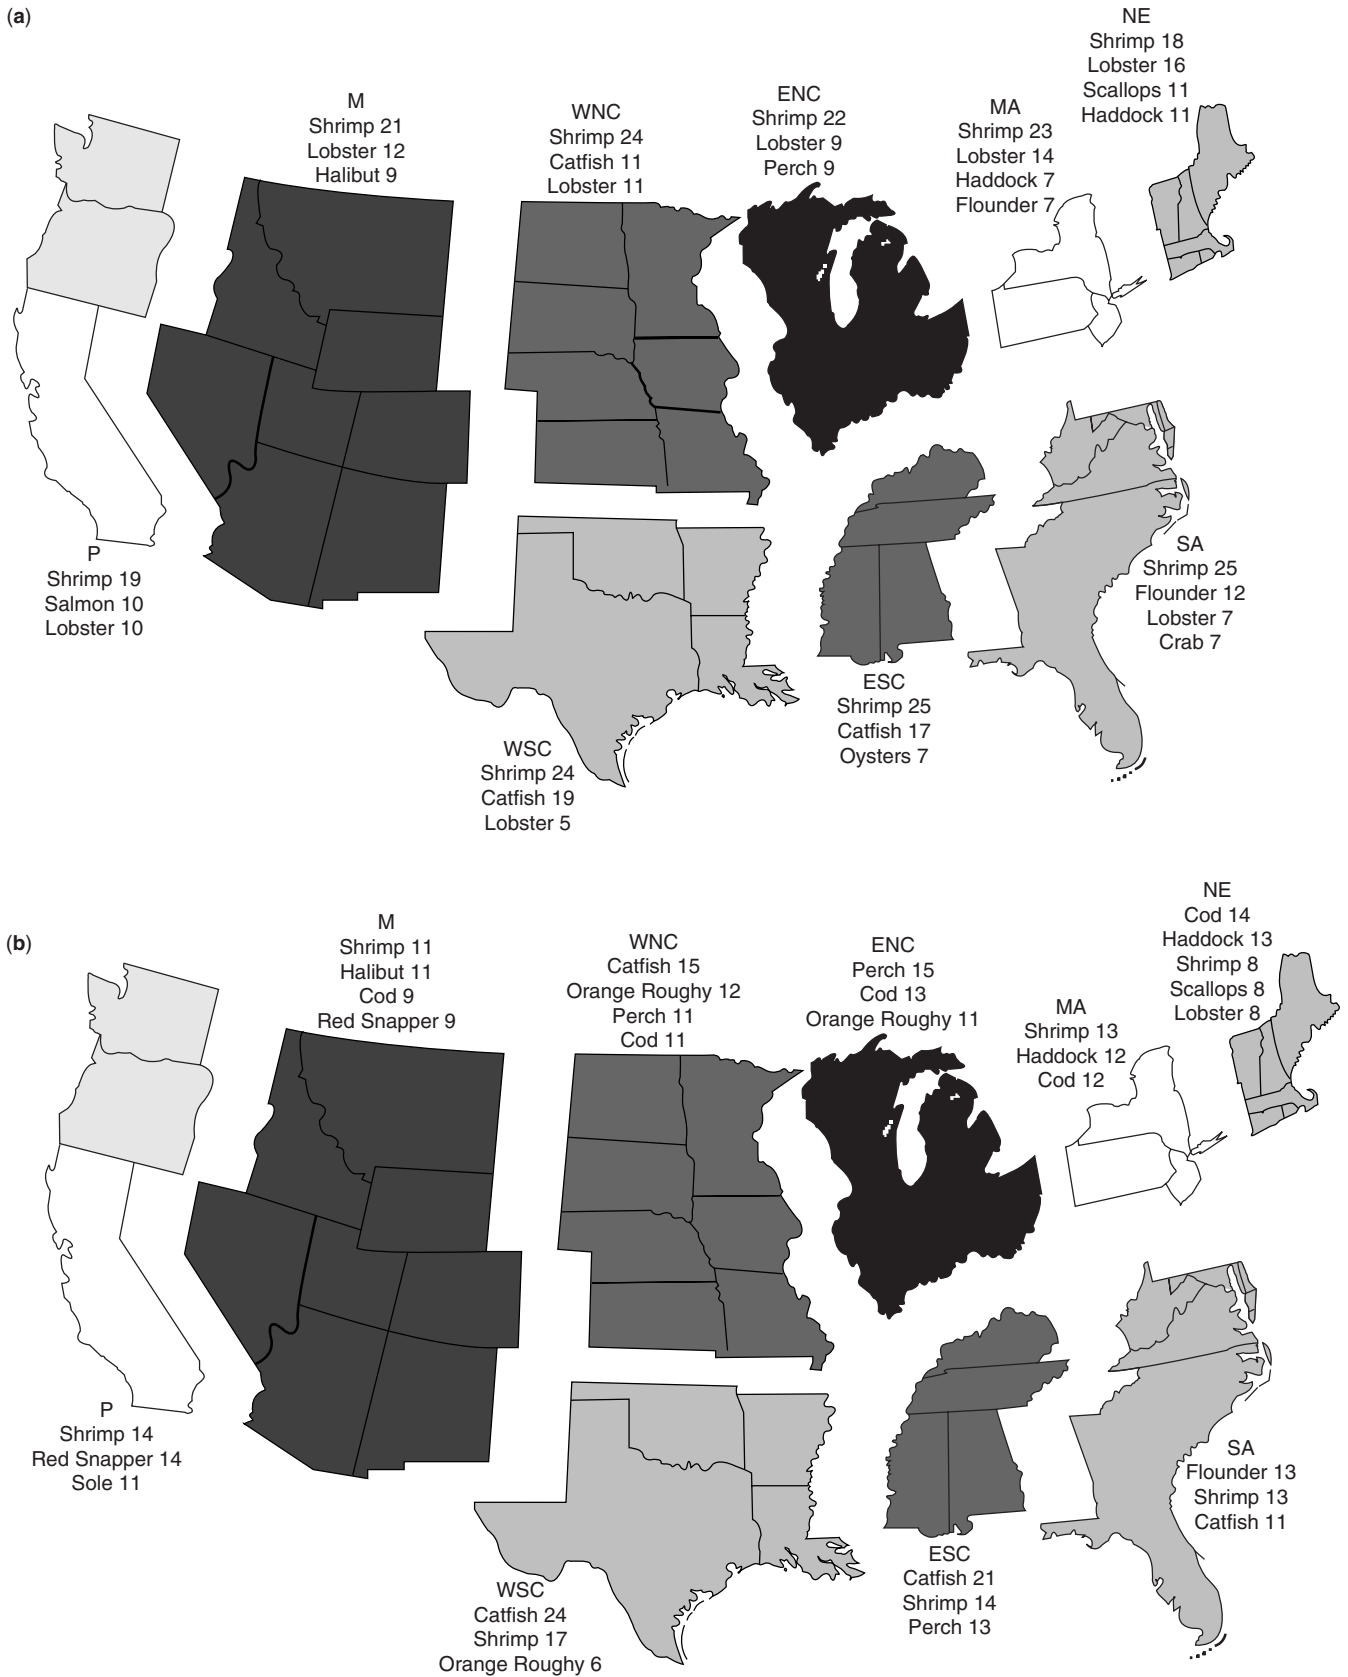 (a)
NE
Shrimp 18
Lobster 16
Scallops 11
Haddock 11
M
Shrimp 21
Lobster 12
Halibut 9
WNC
Shrimp 24
Catfish 11
Lobster 11
ENC
Shrimp 22
Lobster 9
Perch 9
MA
Shrimp 23
Lobster 14
Haddock 7
Flounder 7
P
Shrimp 19
Salmon 10
Lobster 10
SA
Shrimp 25
Flounder 12
Lobster 7
Crab 7
ESC
Shrimp 25
Catfish 17
Oysters 7
WSC
Shrimp 24
Catfish 19
Lobster 5
(b)
NE
Cod 14
Haddock 13
Shrimp 8
Scallops 8
Lobster 8
M
Shrimp 11
Halibut 11
Cod 9
Red Snapper 9
WNC
Catfish 15
Orange Roughy 12
Perch 11
Cod 11
ENC
Perch 15
Cod 13
Orange Roughy 11
MA
Shrimp 13
Haddock 12
Cod 12
P
Shrimp 14
Red Snapper 14
Sole 11
SA
Flounder 13
Shrimp 13
Catfish 11
ESC
Catfish 21
Shrimp 14
Perch 13
WSC
Catfish 24
Shrimp 17
Orange Roughy 6